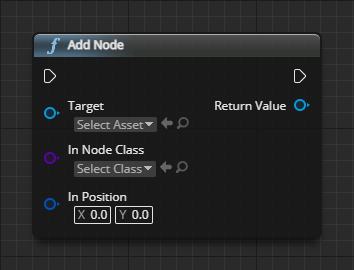 f Add Node
Target Return Value
Select Asset
In Node Class
Select Class
In Position
X 0.0 Y 0.0